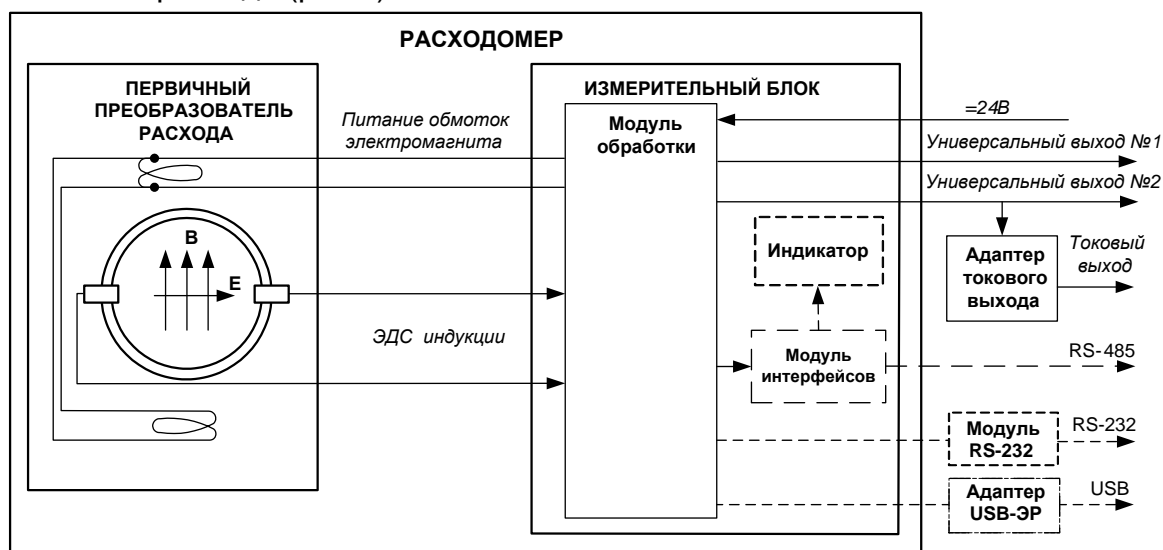 РАСХОДОМЕР
ПЕРВИЧНЫЙ
ПРЕОБРАЗОВАТЕЛЬ
РАСХОДА
Питание обмоток
электромагнита
ИЗМЕРИТЕЛЬНЫЙ БЛОК
Модуль
обработки
=24В
Универсальный выход №1
Универсальный выход №2
В
Е
Индикатор
Адаптер
токового
выхода
Токовый
выход
ЭДС индукции
Модуль
интерфейсов
RS-485
Модуль
RS-232
RS-232
Адаптер
USB-ЭР
USB